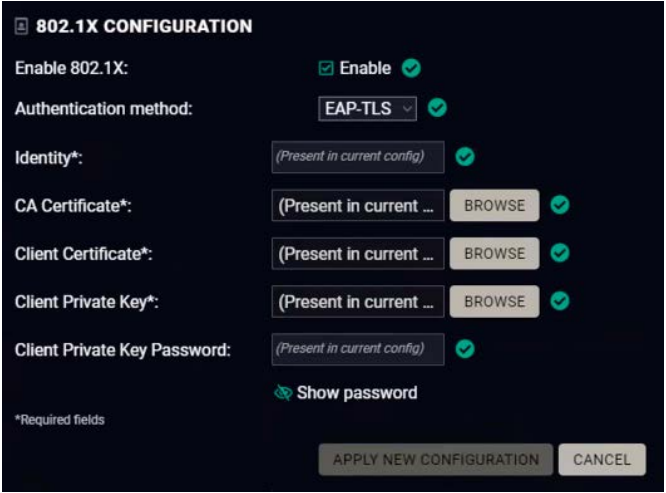 802.1X CONFIGURATION
Enable 802.1X: Enable
Authentication method: EAP-TLS
Identity*: (Present in current config)
CA Certificate*: (Present in current ... BROWSE
Client Certificate*: (Present in current ... BROWSE
Client Private Key*: (Present in current ... BROWSE
Client Private Key Password: (Present in current config)
Show password
*Required fields
APPLY NEW CONFIGURATION CANCEL